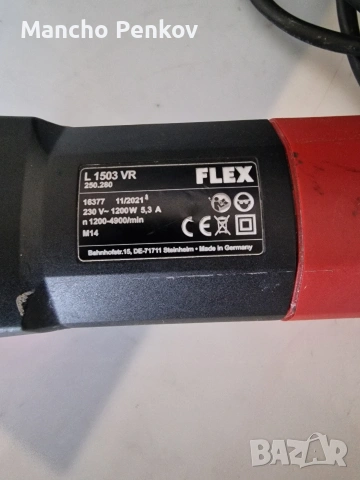 Mancho Penkov
L 1503 VR
250.280
FLEX
16377 11/2021
230 V~ 1200W 5,3 A
n 1200-4900/min
M14
Bahnhofstr.15, DE-71711 Steinheim • Made in Germany
BAZAR
bg